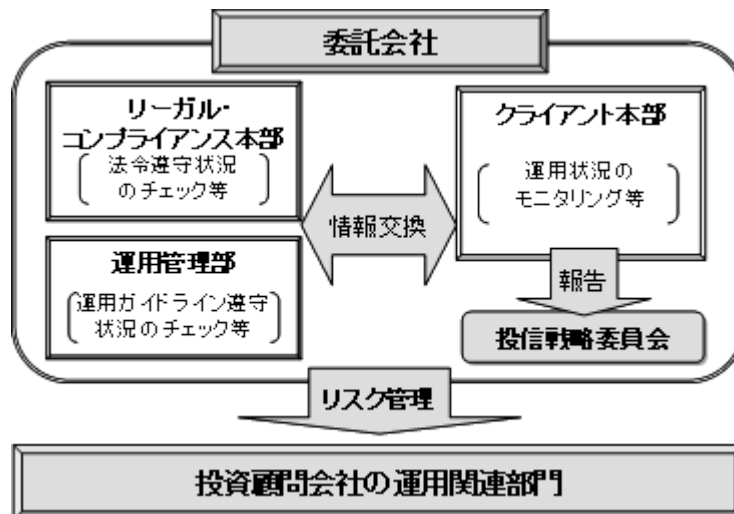 委託会社
リーガル・
コンプライアンス本部
法令遵守状況
のチェック等
運用管理部
運用ガイドライン遵守
状況のチェック等
情報交換
クライアント本部
運用状況の
モニタリング等
報告
投信戦略委員会
リスク管理
投資顧問会社の運用関連部門